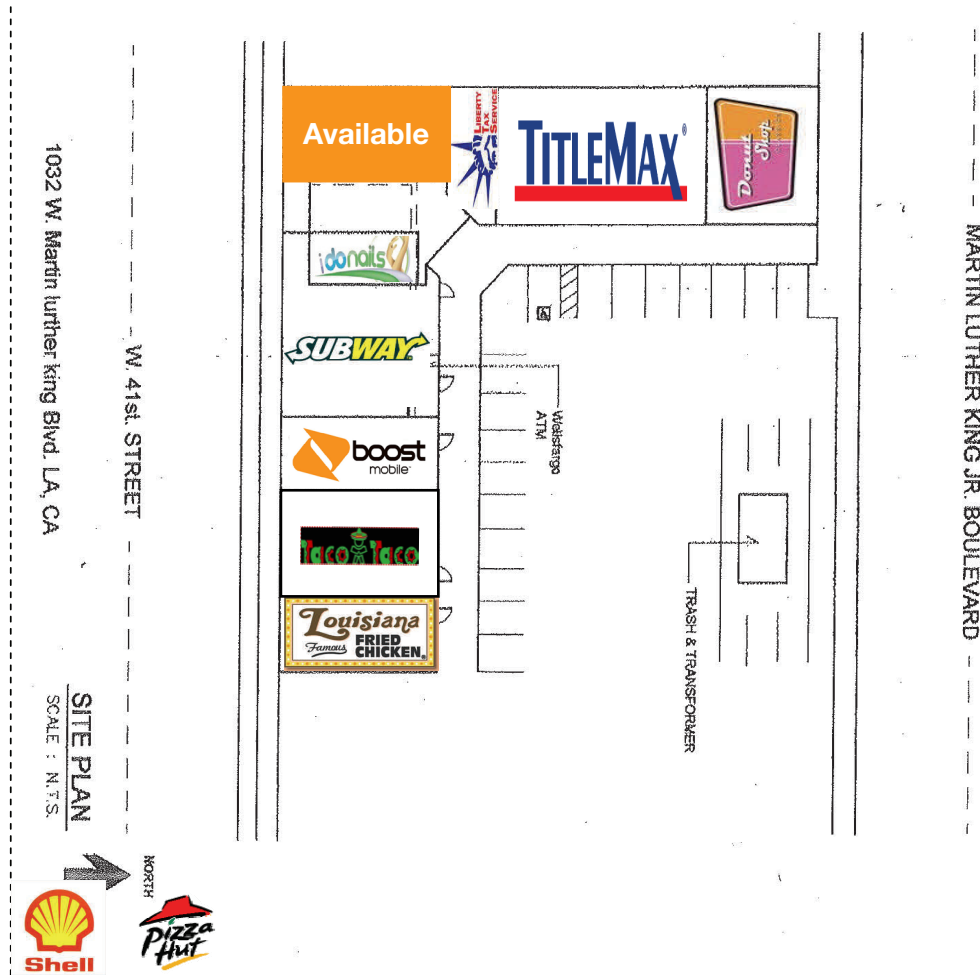 Available
LIBERTY
TAX
SERVICE
TITLEMAX®
Donut
Shop
idonails
SUBWAY
boost
mobile
Taco Taco
Louisiana
Famous FRIED
CHICKEN®
Wellsfargo
ATM
TRASH & TRANSFORMER
MARTIN LUTHER KING JR. BOULEVARD
W. 41st. STREET
1032 W. Martin lurther king Blvd. LA, CA
SITE PLAN
SCALE : N.T.S.
NORTH
Shell
Pizza
Hut